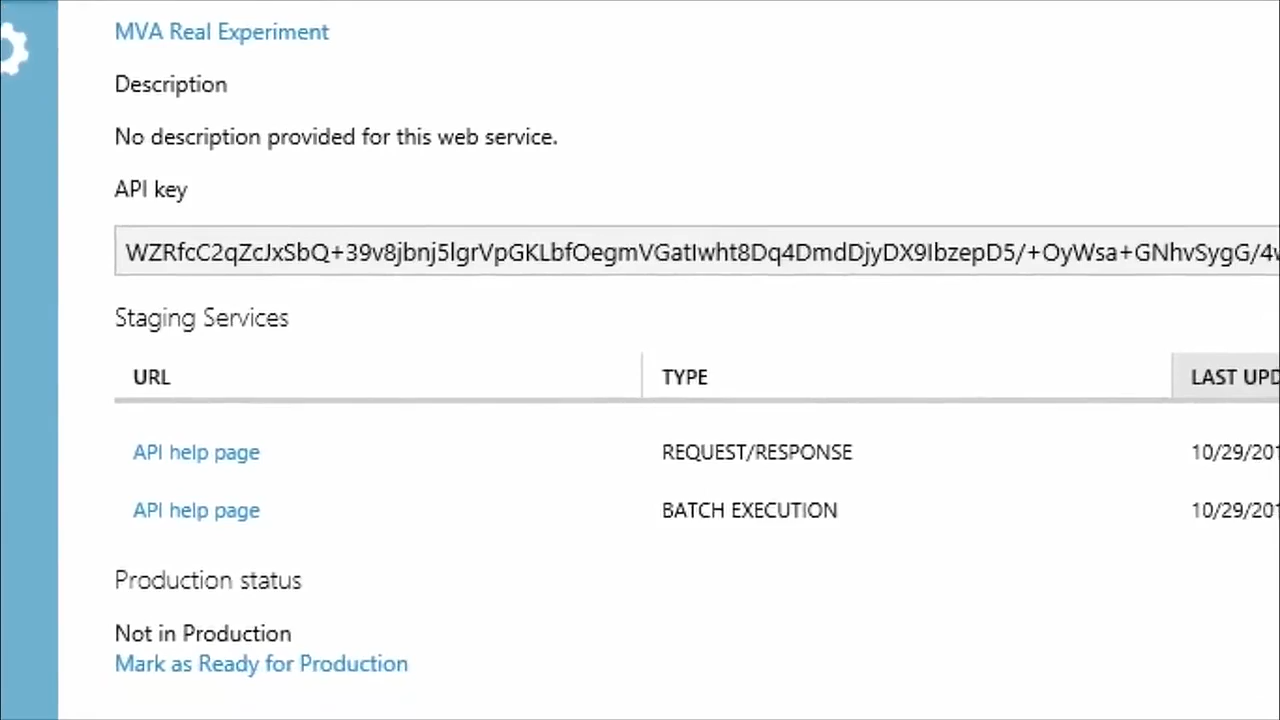 MVA Real Experiment
Description
No description provided for this web service.
API key
WZRfcC2qZcJxSbQ+39v8jbnj5lgrVpGKLbfOegmVGatIwht8Dq4DmdDjyDX9IbzepD5/+OyWsa+GNhvSygG/4
Staging Services
URL TYPE LAST UPD
API help page REQUEST/RESPONSE 10/29/201
API help page BATCH EXECUTION 10/29/201
Production status
Not in Production
Mark as Ready for Production